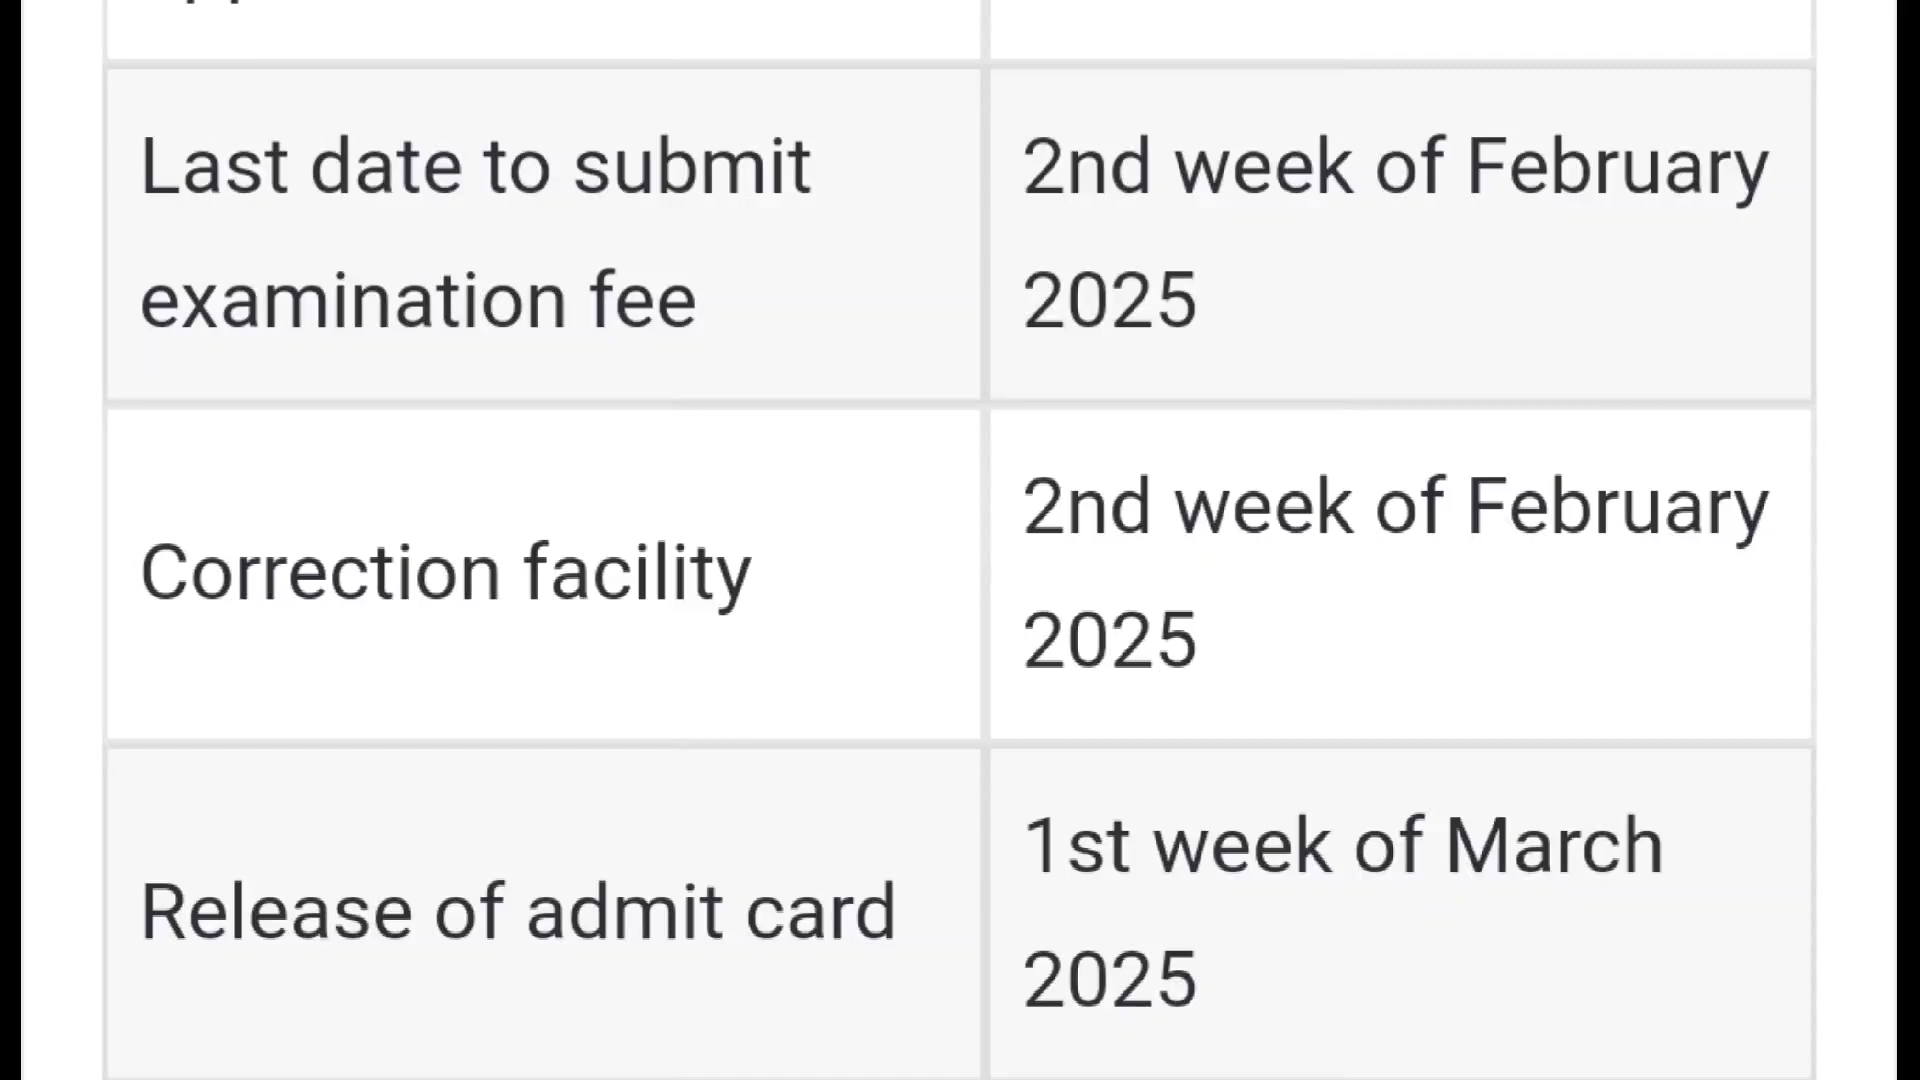 Last date to submit
examination fee
2nd week of February
2025
Correction facility
2nd week of February
2025
Release of admit card
1st week of March
2025